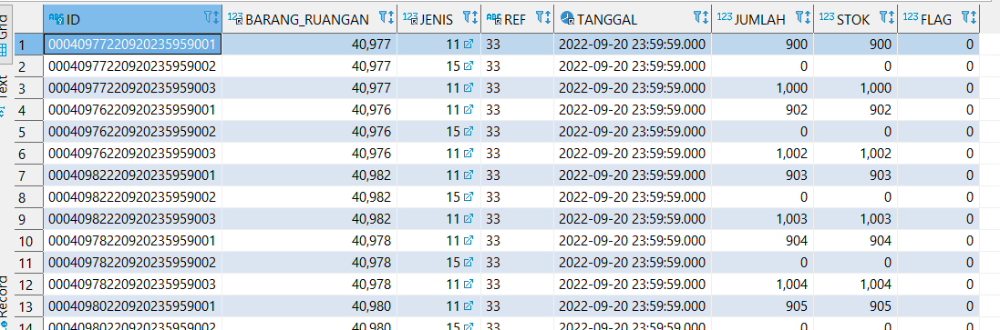 Grid
Text
Record
ID BARANG_RUANGAN JENIS REF TANGGAL JUMLAH STOK FLAG
1 00040977220920235959001 40,977 11 33 2022-09-20 23:59:59.000 900 900 0
2 00040977220920235959002 40,977 15 33 2022-09-20 23:59:59.000 0 0 0
3 00040977220920235959003 40,977 11 33 2022-09-20 23:59:59.000 1,000 1,000 0
4 00040976220920235959001 40,976 11 33 2022-09-20 23:59:59.000 902 902 0
5 00040976220920235959002 40,976 15 33 2022-09-20 23:59:59.000 0 0 0
6 00040976220920235959003 40,976 11 33 2022-09-20 23:59:59.000 1,002 1,002 0
7 00040982220920235959001 40,982 11 33 2022-09-20 23:59:59.000 903 903 0
8 00040982220920235959002 40,982 15 33 2022-09-20 23:59:59.000 0 0 0
9 00040982220920235959003 40,982 11 33 2022-09-20 23:59:59.000 1,003 1,003 0
10 00040978220920235959001 40,978 11 33 2022-09-20 23:59:59.000 904 904 0
11 00040978220920235959002 40,978 15 33 2022-09-20 23:59:59.000 0 0 0
12 00040978220920235959003 40,978 11 33 2022-09-20 23:59:59.000 1,004 1,004 0
13 00040980220920235959001 40,980 11 33 2022-09-20 23:59:59.000 905 905 0
14 00040980220920235959002 40,980 15 33 2022-09-20 23:59:59.000 0 0 0